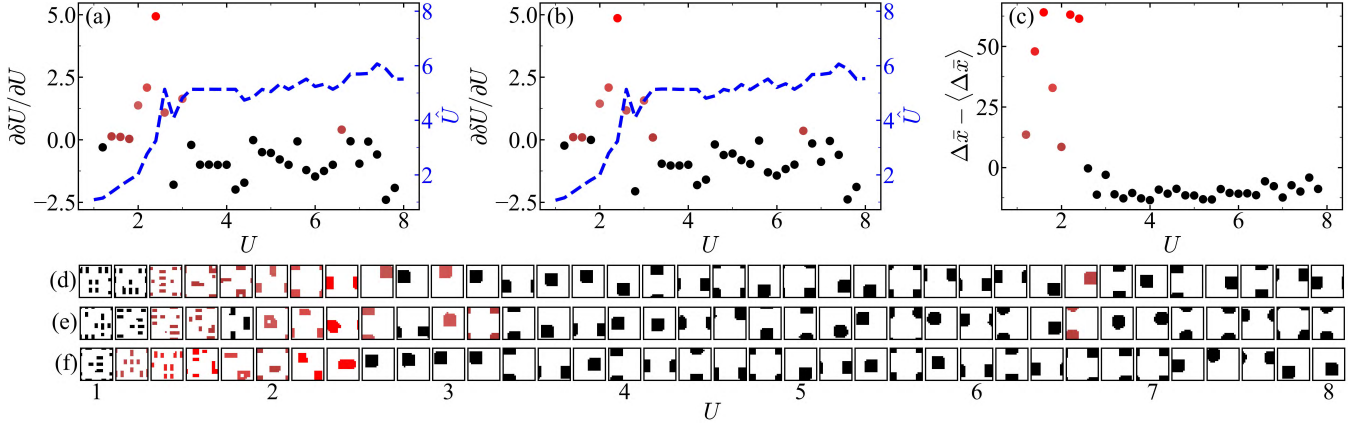 (a) (b) (c)
5.0 2.5 0.0 −2.5
∂δU/∂U
8 6 4 2
Û
2 4 6 8
U
5.0 2.5 0.0 −2.5
∂δU/∂U
8 6 4 2
Û
2 4 6 8
U
50 25 0
Δx̄ − ⟨Δx̄⟩
2 4 6 8
U
(d)
(e)
(f)
1 2 3 4 5 6 7 8
U